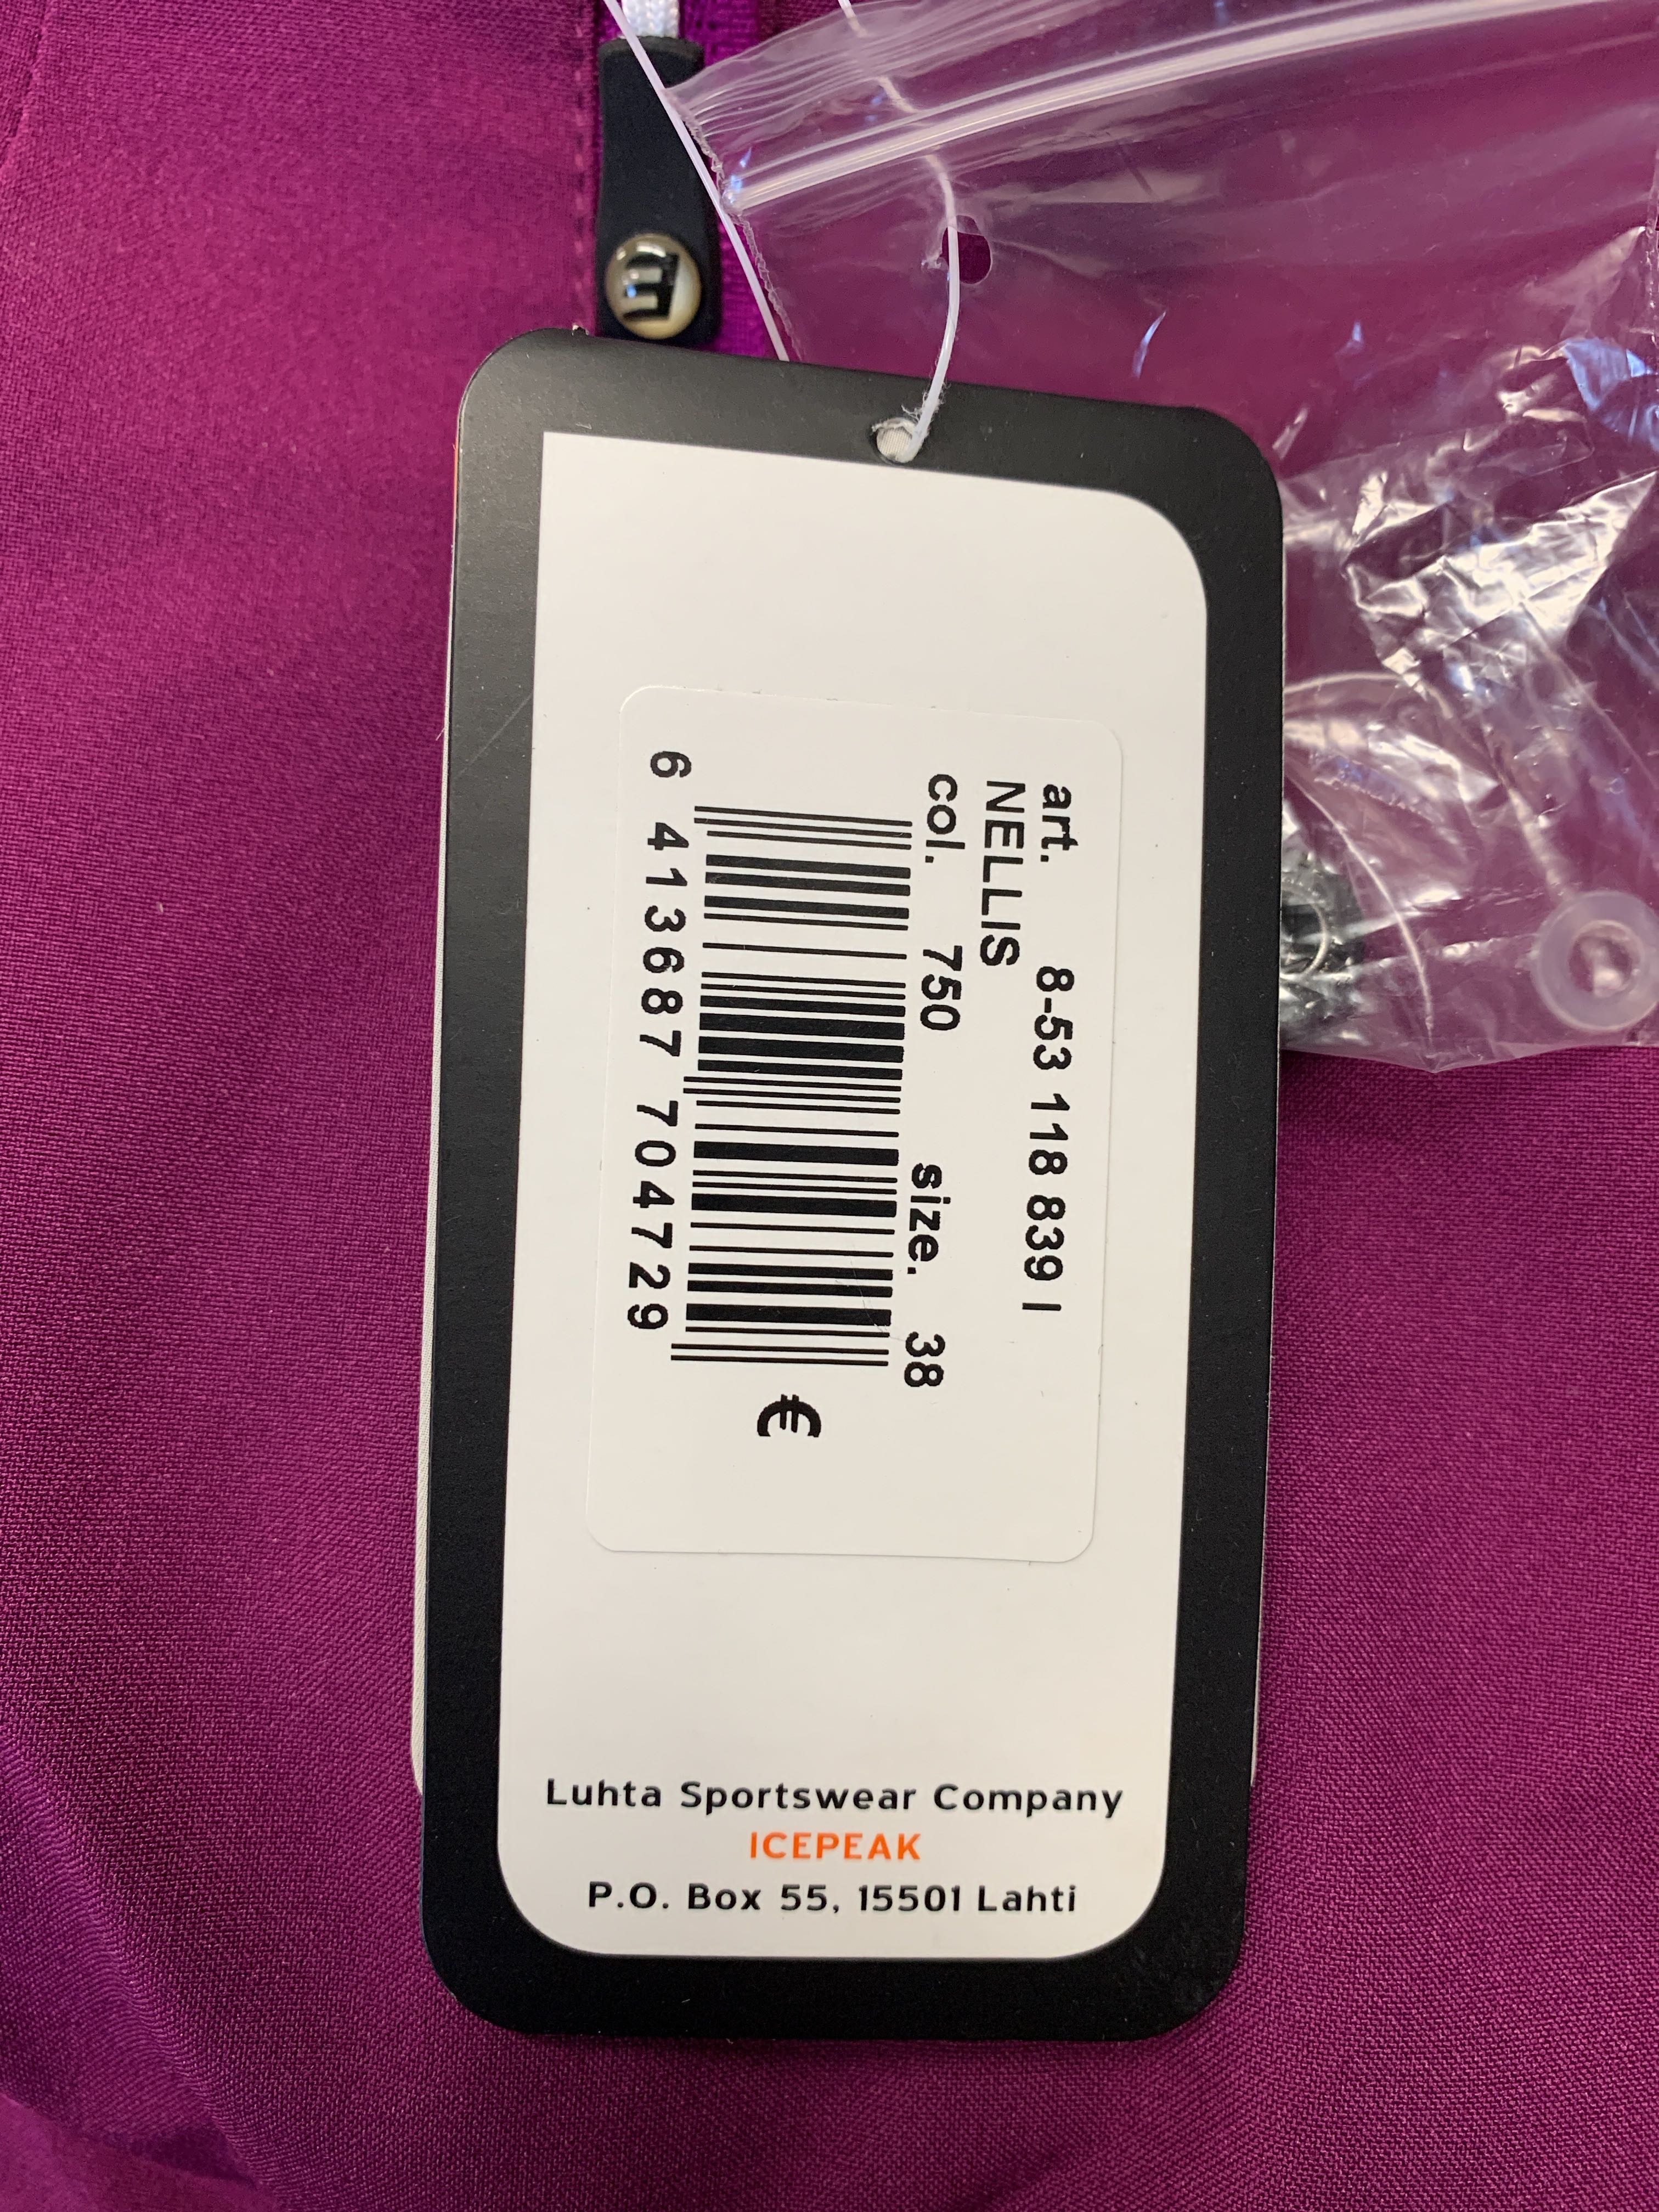 art. 8-53 118 839 I
NELLIS
col. 750 size. 38
6 413687 704729
€
Luhta Sportswear Company
ICEPEAK
P.O. Box 55, 15501 Lahti